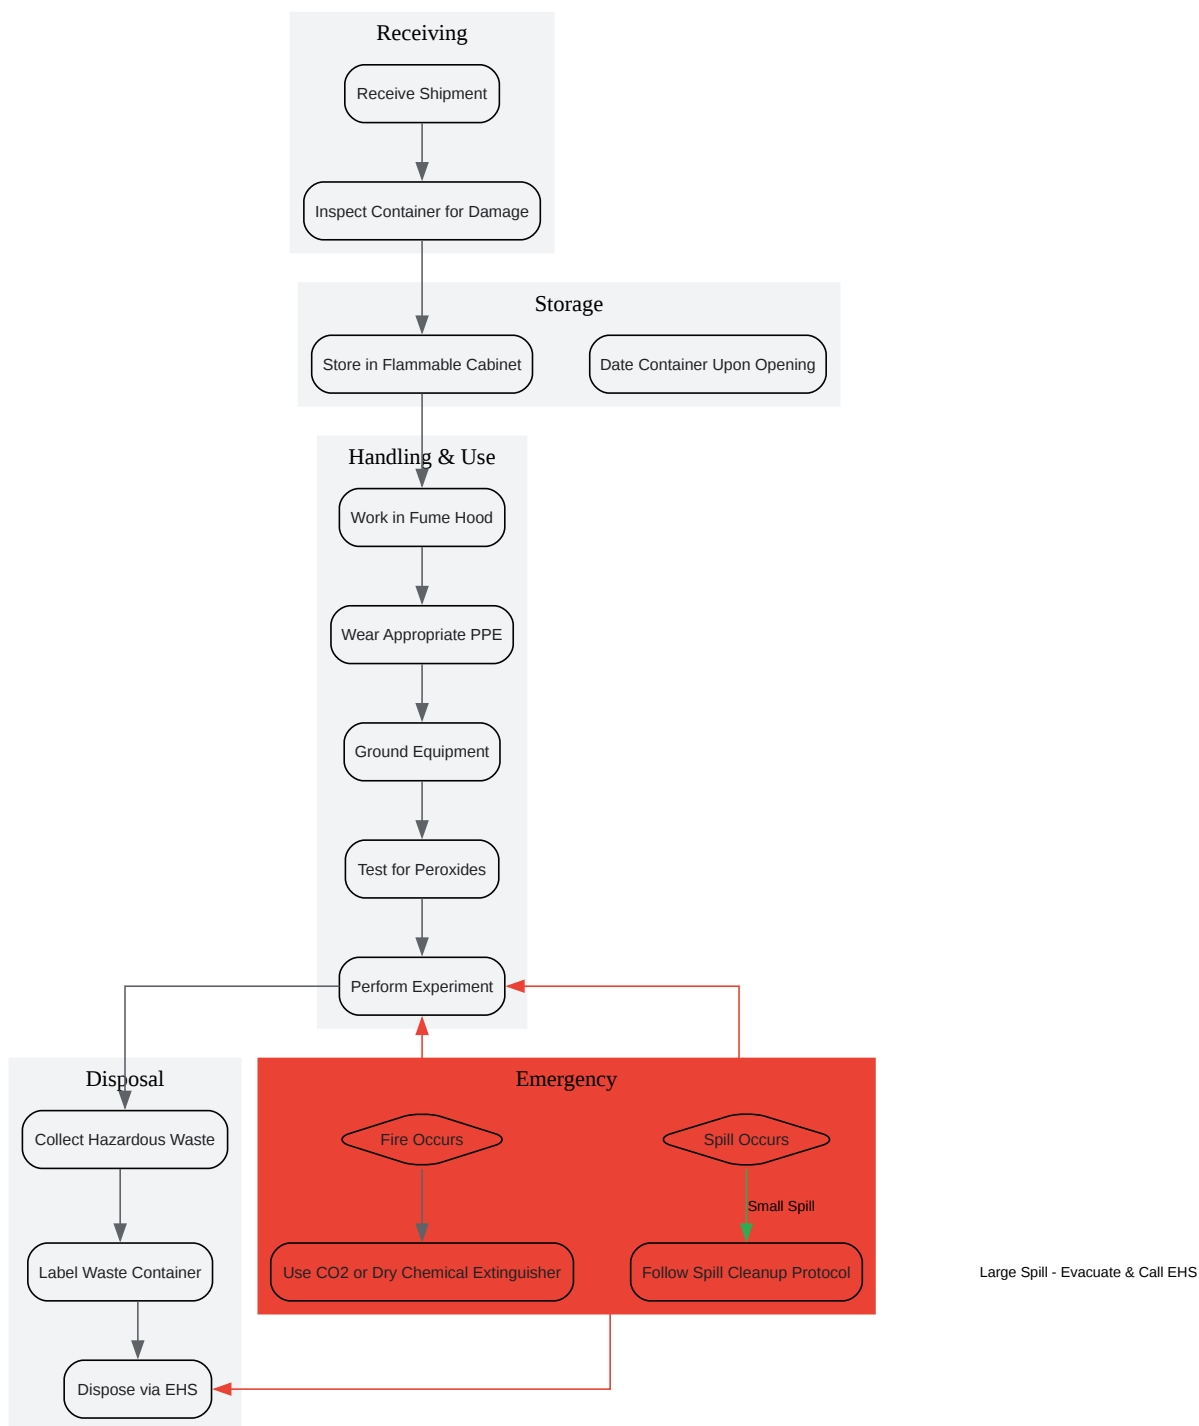 Receiving
Receive Shipment
Inspect Container for Damage
Storage
Store in Flammable Cabinet
Date Container Upon Opening
Handling & Use
Work in Fume Hood
Wear Appropriate PPE
Ground Equipment
Test for Peroxides
Perform Experiment
Disposal
Emergency
Collect Hazardous Waste
Fire Occurs
Spill Occurs
Small Spill
Label Waste Container
Use CO2 or Dry Chemical Extinguisher
Follow Spill Cleanup Protocol
Large Spill - Evacuate & Call EHS
Dispose via EHS